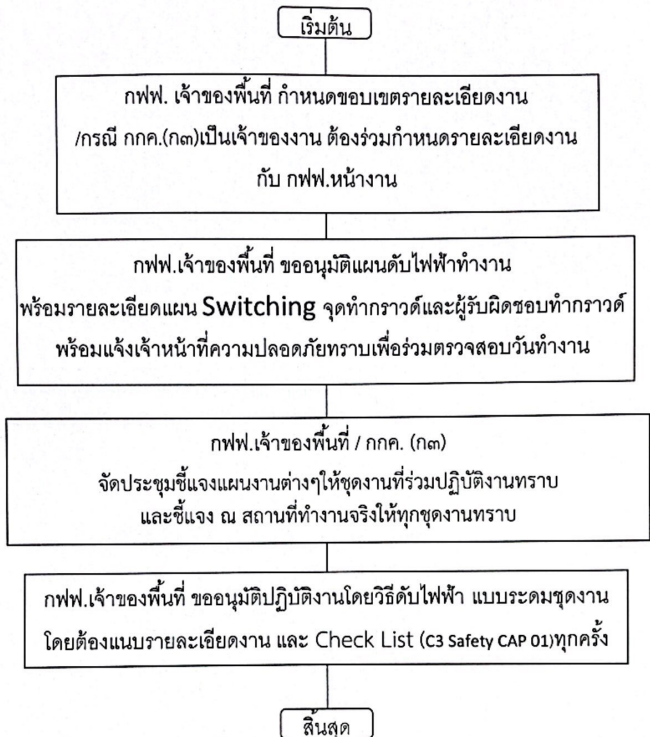 เริ่มต้น
กฟฟ. เจ้าของพื้นที่ กำหนดขอบเขตรายละเอียดงาน
/กรณี กกค.(ก๓)เป็นเจ้าของงาน ต้องร่วมกำหนดรายละเอียดงาน
กับ กฟฟ.หน้างาน
กฟฟ.เจ้าของพื้นที่ ขออนุมัติแผนดับไฟฟ้าทำงาน
พร้อมรายละเอียดแผน Switching จุดทำกราวด์และผู้รับผิดชอบทำกราวด์
พร้อมแจ้งเจ้าหน้าที่ความปลอดภัยทราบเพื่อร่วมตรวจสอบวันทำงาน
กฟฟ.เจ้าของพื้นที่ / กกค. (ก๓)
จัดประชุมชี้แจงแผนงานต่างๆให้ชุดงานที่ร่วมปฏิบัติงานทราบ
และชี้แจง ณ สถานที่ทำงานจริงให้ทุกชุดงานทราบ
กฟฟ.เจ้าของพื้นที่ ขออนุมัติปฏิบัติงานโดยวิธีดับไฟฟ้า แบบระดมชุดงาน
โดยต้องแนบรายละเอียดงาน และ Check List (C3 Safety CAP 01)ทุกครั้ง
สิ้นสุด